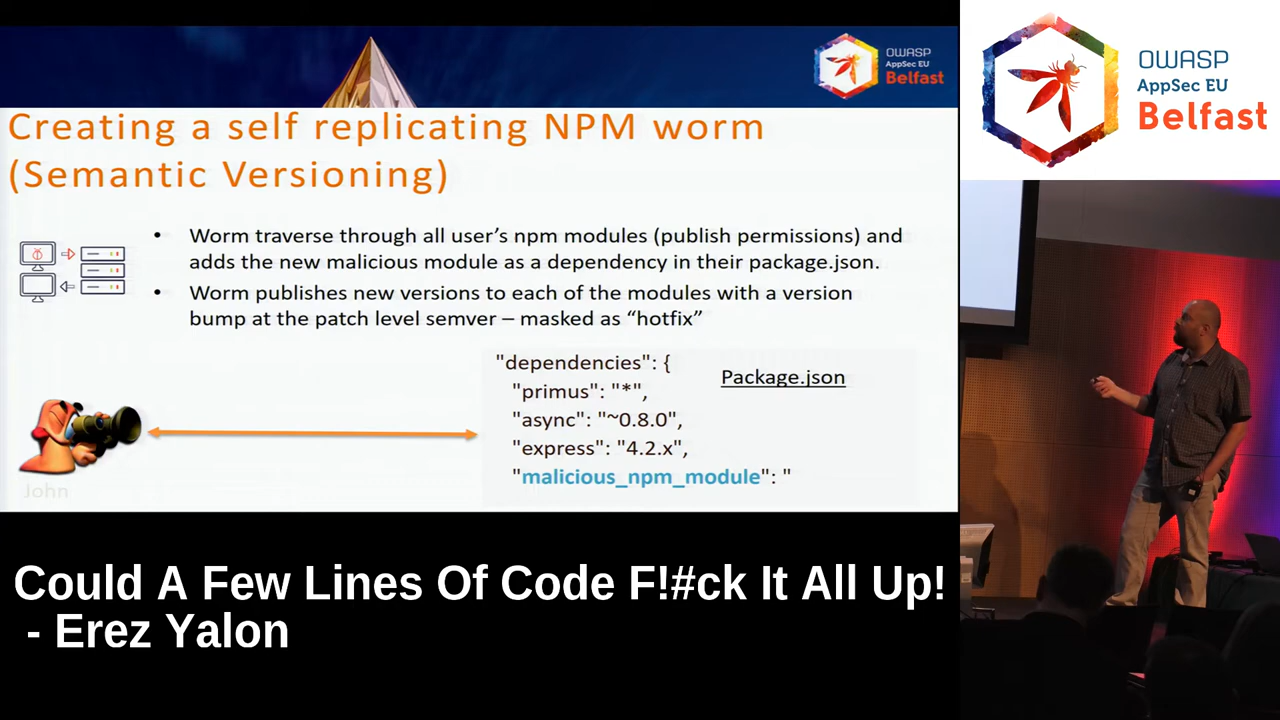 OWASP
AppSec EU
Belfast
Creating a self replicating NPM worm
(Semantic Versioning)
• Worm traverse through all user’s npm modules (publish permissions) and
adds the new malicious module as a dependency in their package.json.
• Worm publishes new versions to each of the modules with a version
bump at the patch level semver – masked as “hotfix”
"dependencies": {
"primus": "*",
"async": "~0.8.0",
"express": "4.2.x",
"malicious_npm_module": "
Package.json
John
OWASP
AppSec EU
Belfast
Could A Few Lines Of Code F!#ck It All Up!
- Erez Yalon